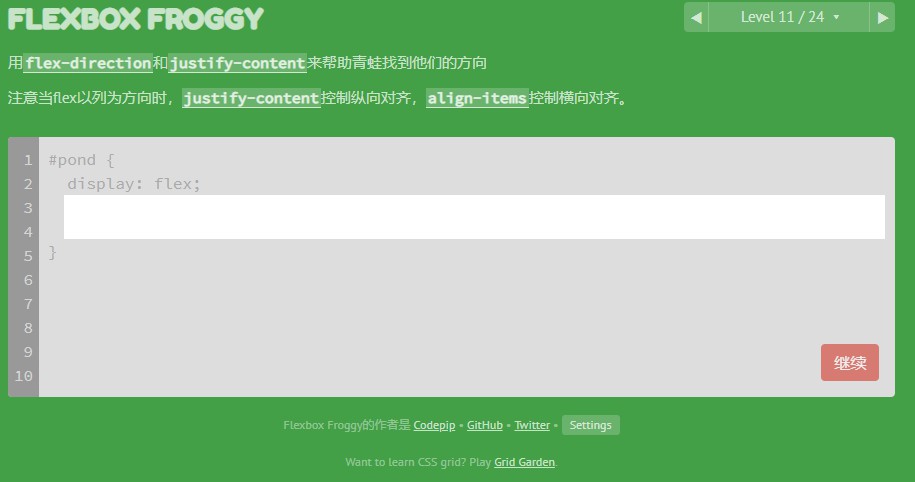 FLEXBOX FROGGY
◀ Level 11 / 24 ▼ ▶
用flex-direction和justify-content来帮助青蛙找到他们的方向
注意当flex以列为方向时，justify-content控制纵向对齐，align-items控制横向对齐。
1 #pond {
2 display: flex;
3
4
5 }
6
7
8
9
10
继续
Flexbox Froggy的作者是 Codepip • GitHub • Twitter • Settings
Want to learn CSS grid? Play Grid Garden.